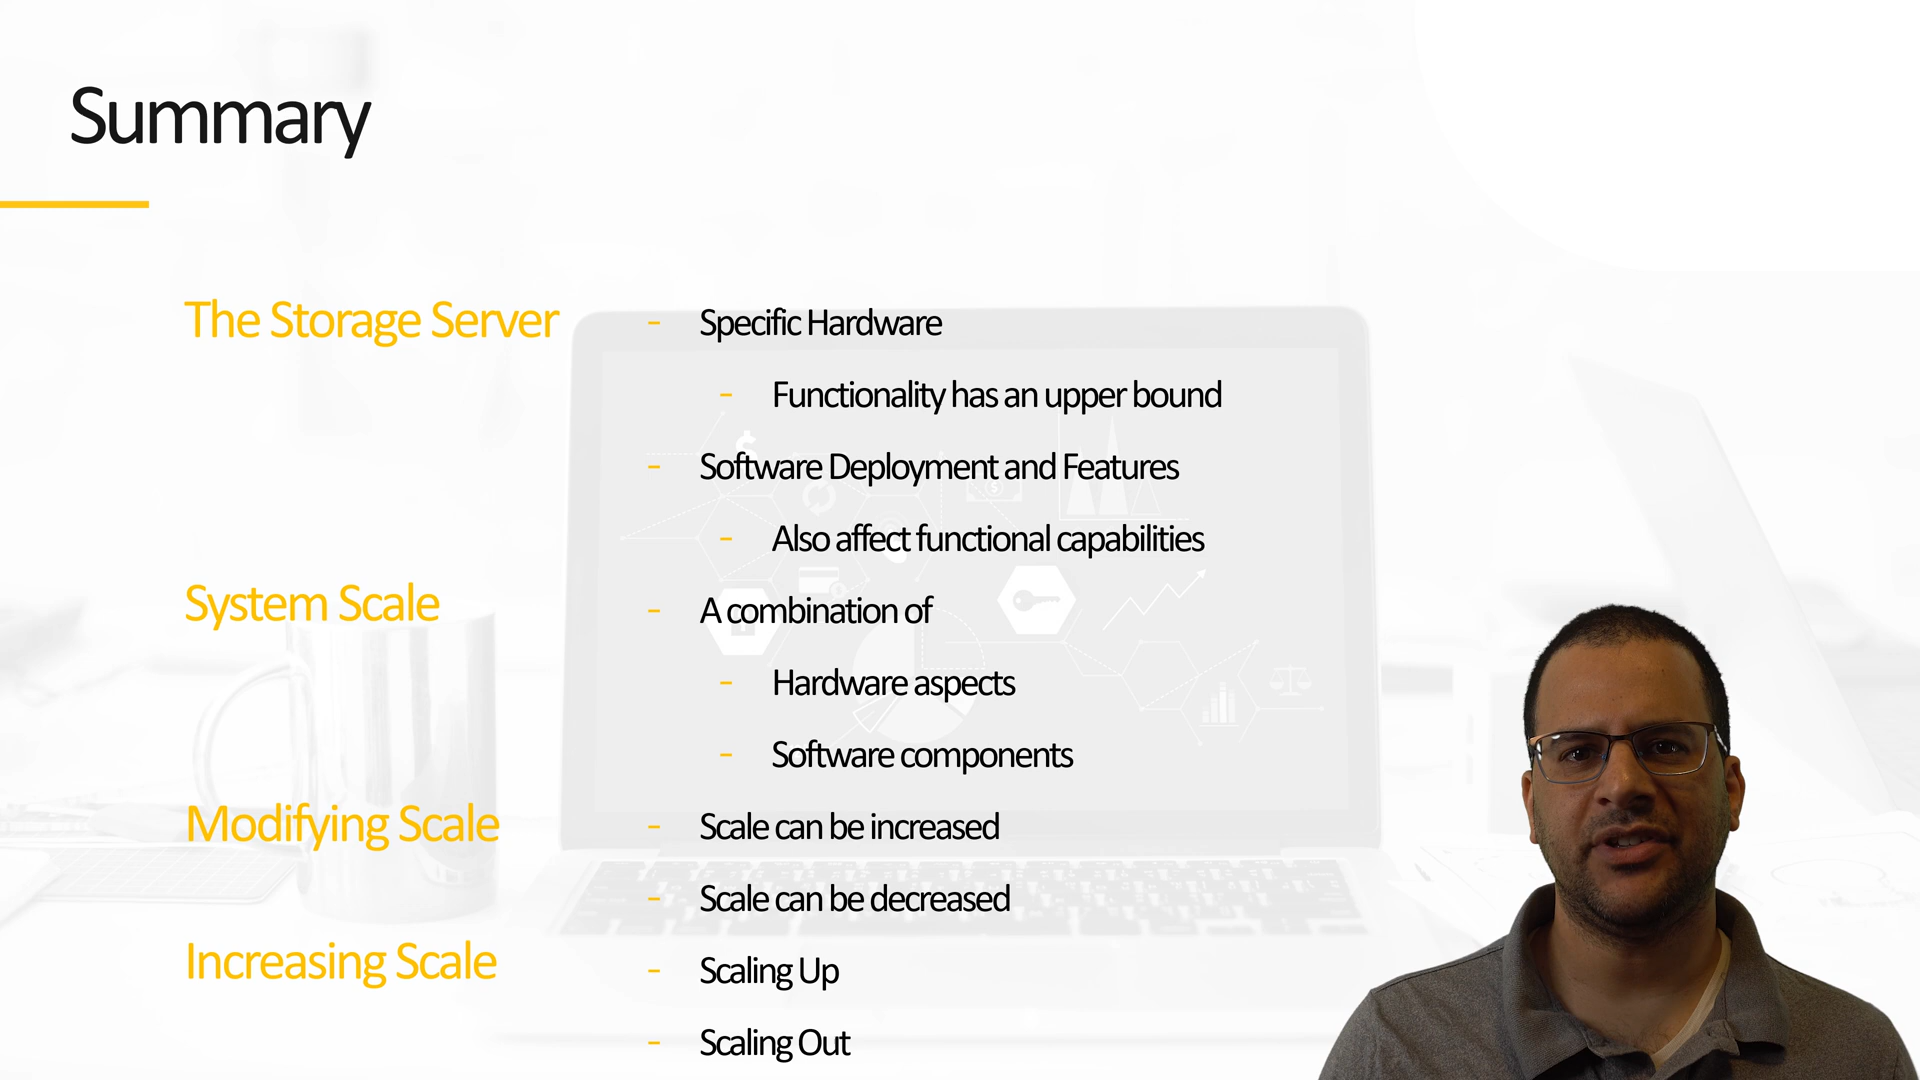 Summary
The Storage Server
- Specific Hardware
- Functionality has an upper bound
- Software Deployment and Features
- Also affect functional capabilities
System Scale
- A combination of
- Hardware aspects
- Software components
Modifying Scale
- Scale can be increased
- Scale can be decreased
Increasing Scale
- Scaling Up
- Scaling Out